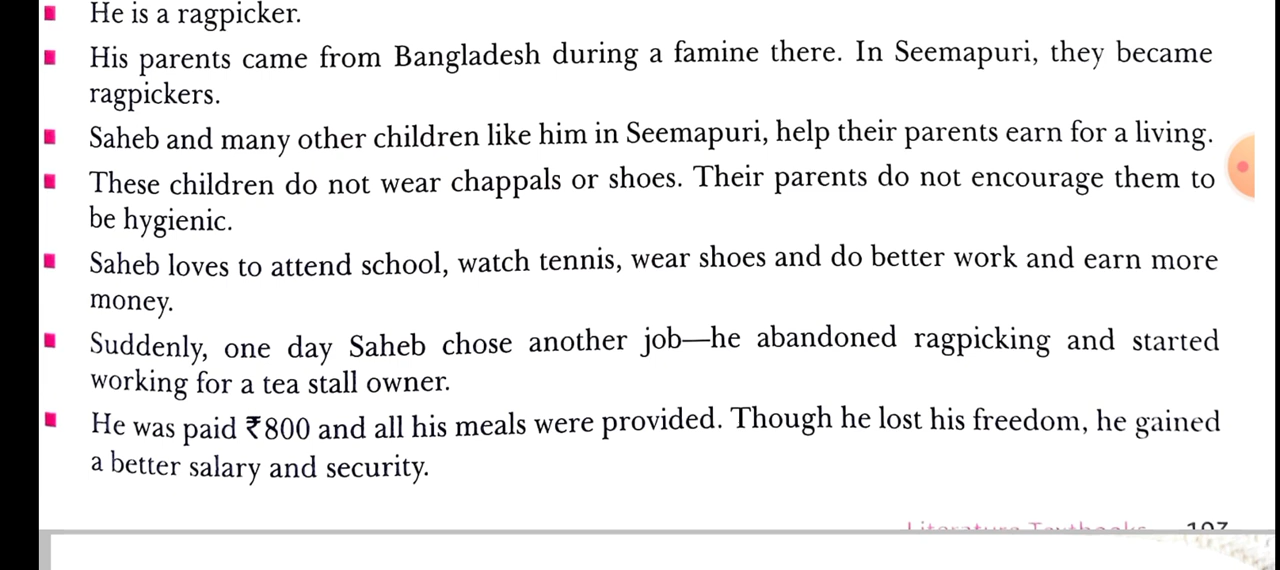 He is a ragpicker.
His parents came from Bangladesh during a famine there. In Seemapuri, they became
ragpickers.
Saheb and many other children like him in Seemapuri, help their parents earn for a living.
These children do not wear chappals or shoes. Their parents do not encourage them to
be hygienic.
Saheb loves to attend school, watch tennis, wear shoes and do better work and earn more
money.
Suddenly, one day Saheb chose another job—he abandoned ragpicking and started
working for a tea stall owner.
He was paid ₹800 and all his meals were provided. Though he lost his freedom, he gained
a better salary and security.
Literature Textbooks 107